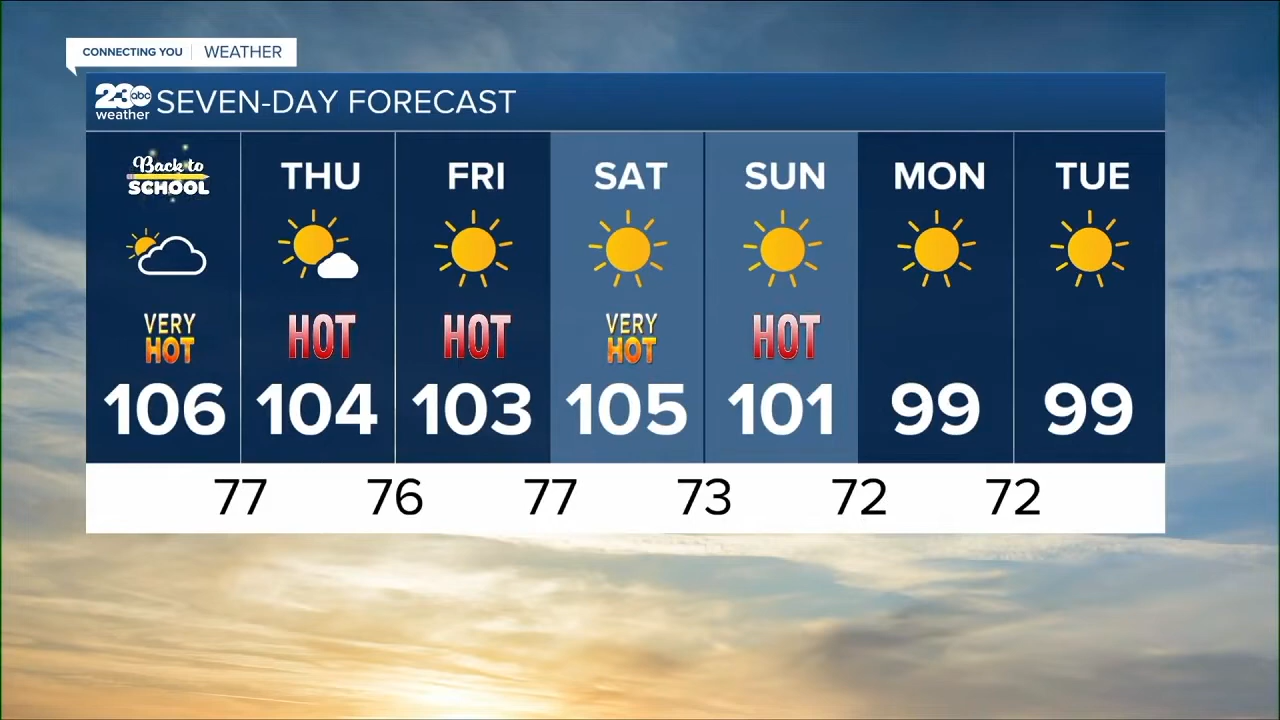 CONNECTING YOU | WEATHER
23 abc
weather
SEVEN-DAY FORECAST
Back to
SCHOOL
THU
FRI
SAT
SUN
MON
TUE
VERY
HOT
HOT
HOT
VERY
HOT
HOT
106
104
103
105
101
99
99
77
76
77
73
72
72